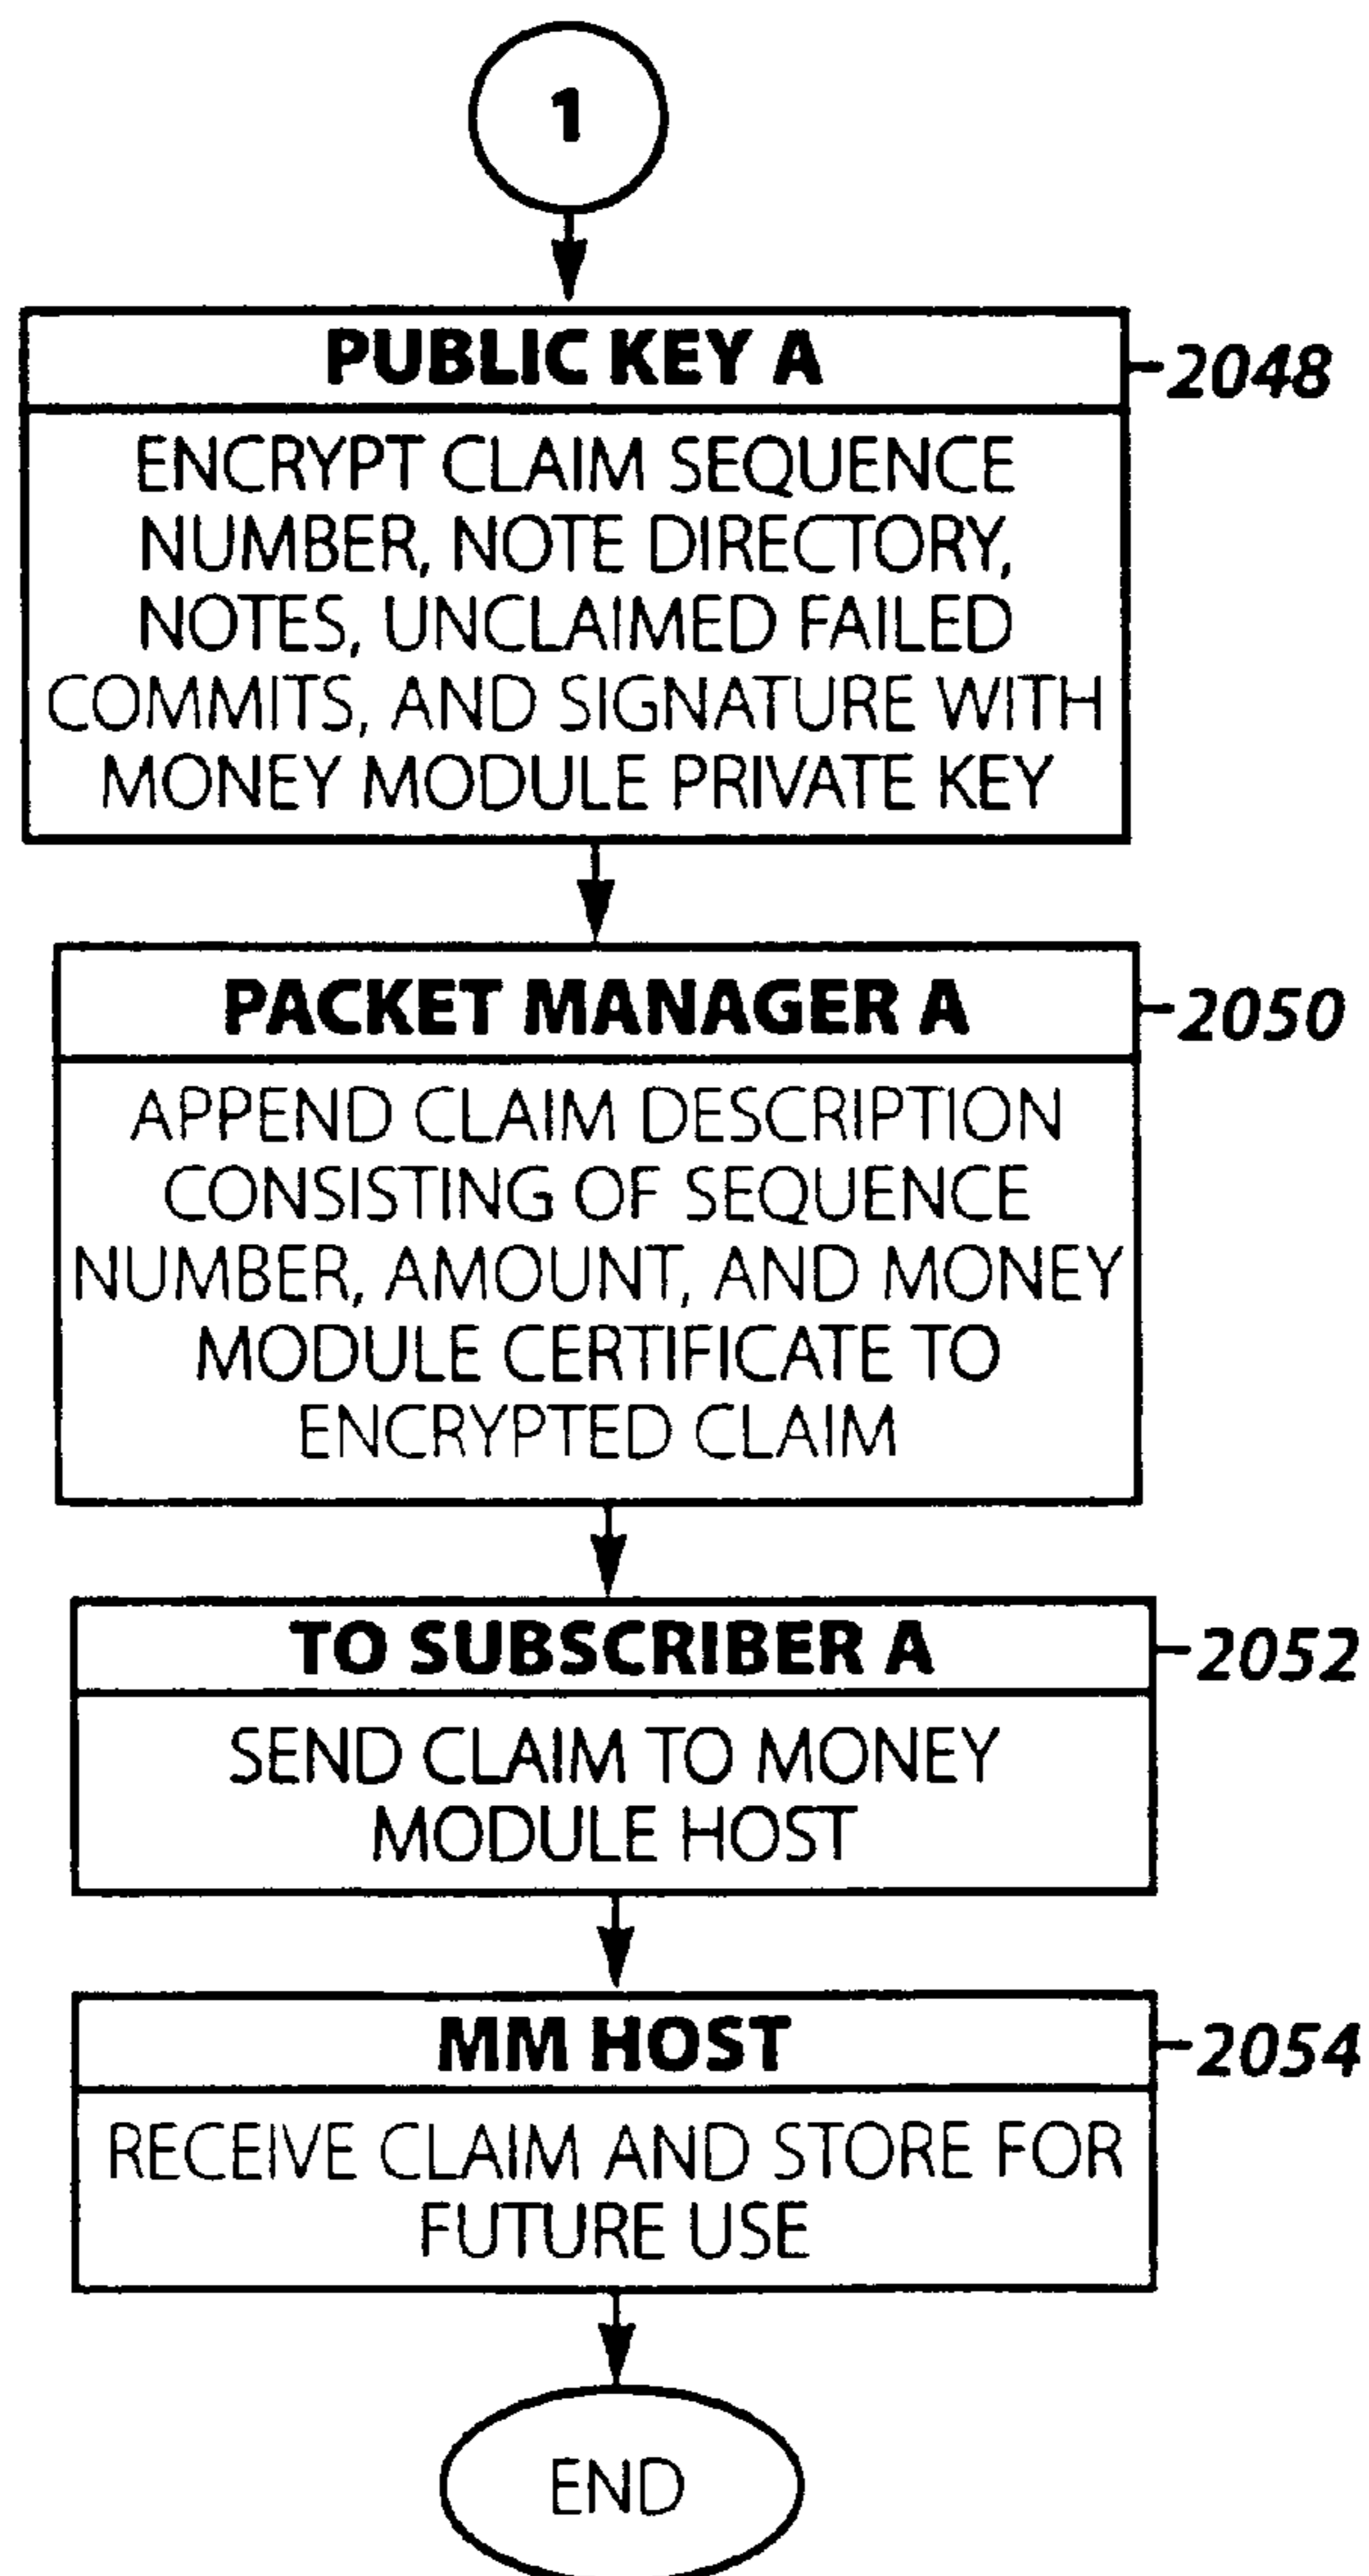 1
PUBLIC KEY A
2048
ENCRYPT CLAIM SEQUENCE
NUMBER, NOTE DIRECTORY,
NOTES, UNCLAIMED FAILED
COMMITS, AND SIGNATURE WITH
MONEY MODULE PRIVATE KEY
PACKET MANAGER A
2050
APPEND CLAIM DESCRIPTION
CONSISTING OF SEQUENCE
NUMBER, AMOUNT, AND MONEY
MODULE CERTIFICATE TO
ENCRYPTED CLAIM
TO SUBSCRIBER A
2052
SEND CLAIM TO MONEY
MODULE HOST
MM HOST
2054
RECEIVE CLAIM AND STORE FOR
FUTURE USE
END